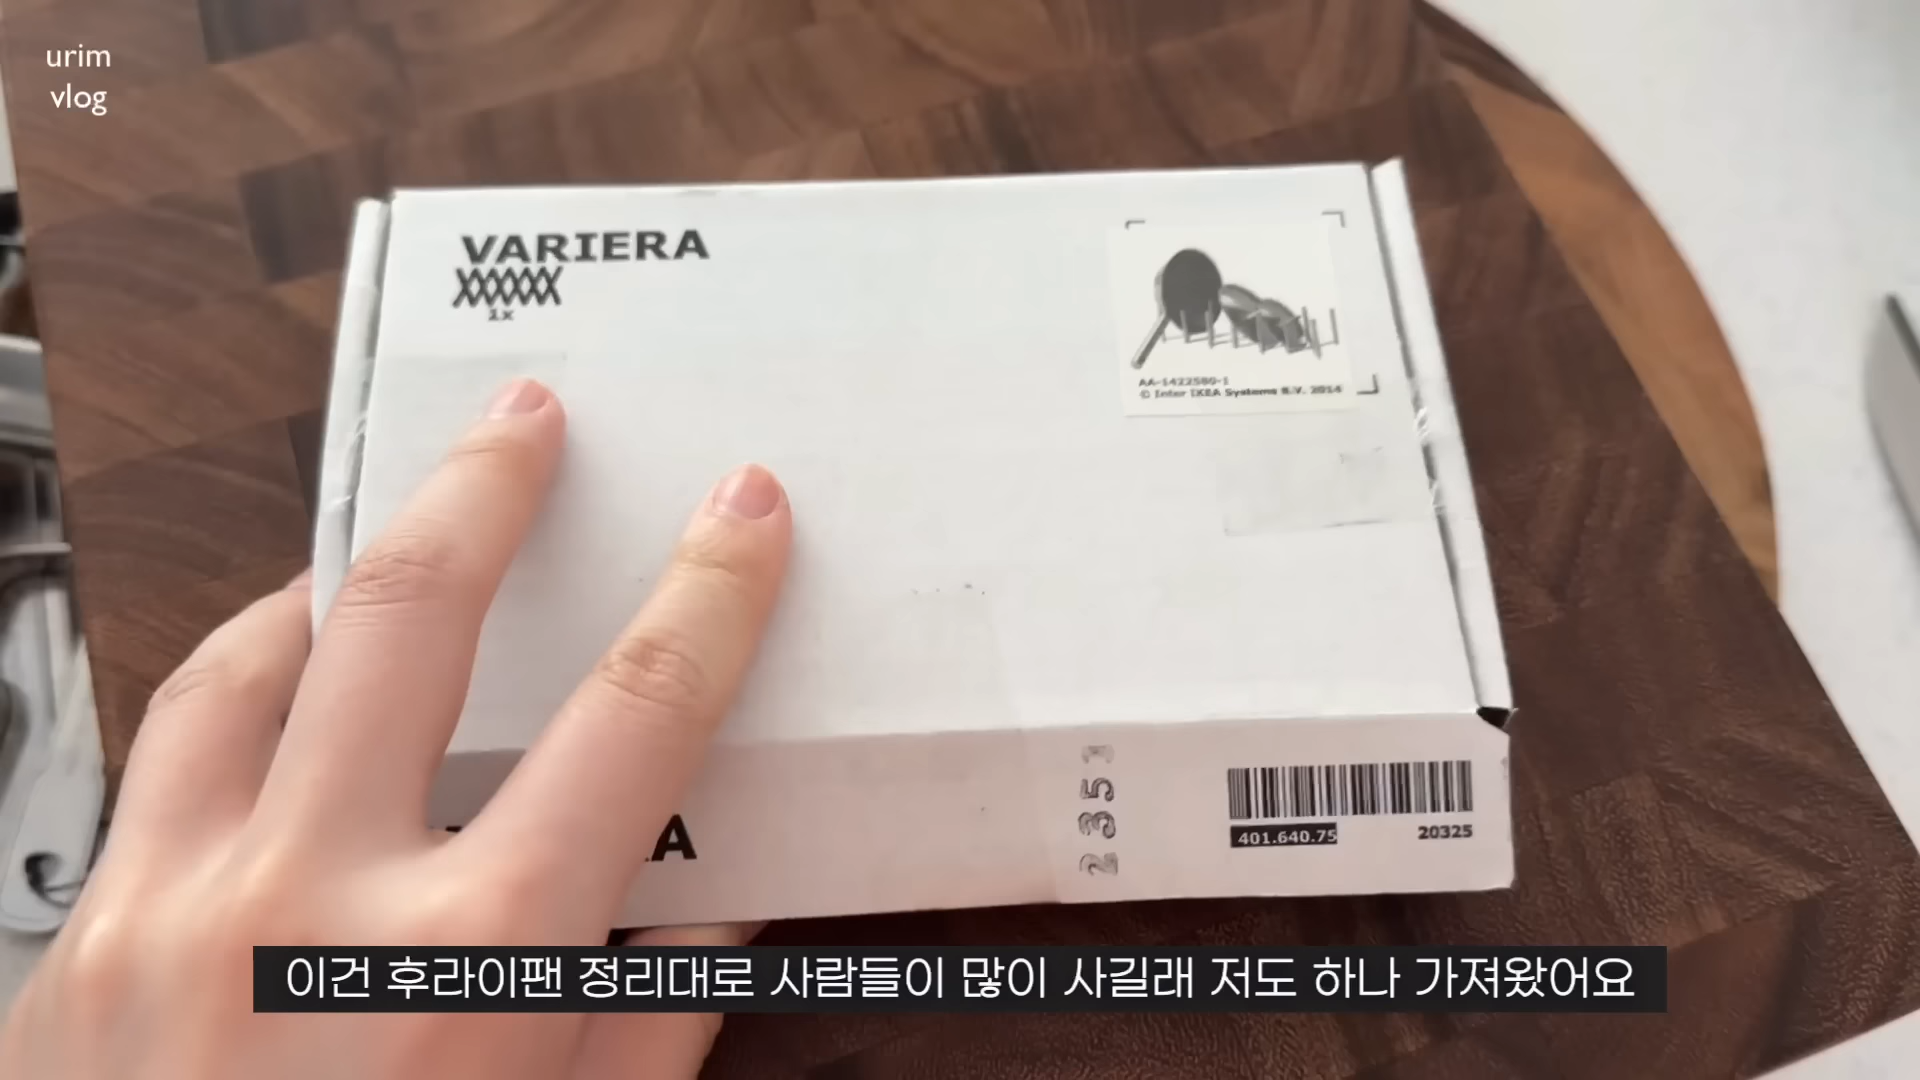 urim
vlog
VARIERA
1x
AA-1422580-1
© Inter IKEA Systems B.V. 2014
2351
401.640.75
20325
이건 후라이팬 정리대로 사람들이 많이 사길래 저도 하나 가져왔어요